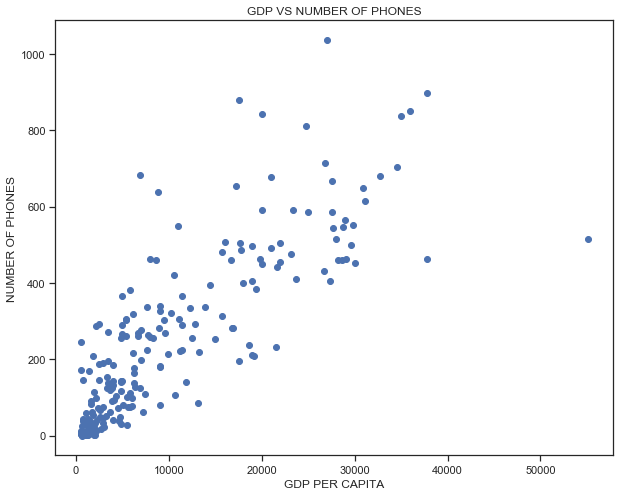 GDP VS NUMBER OF PHONES
1000
800
600
400
200
0
NUMBER OF PHONES
0 10000 20000 30000 40000 50000
GDP PER CAPITA